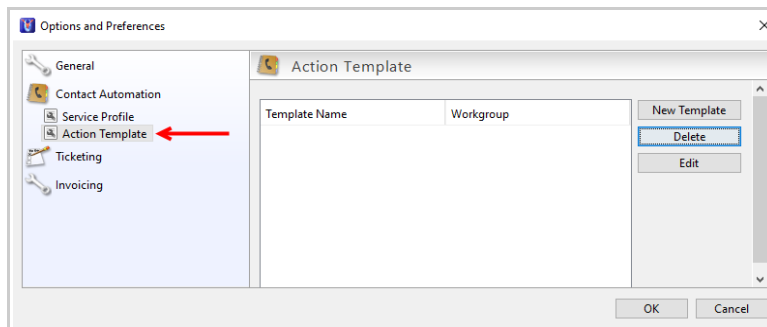 Options and Preferences
General
Contact Automation
Service Profile
Action Template
Ticketing
Invoicing
Action Template
Template Name
Workgroup
New Template
Delete
Edit
OK
Cancel